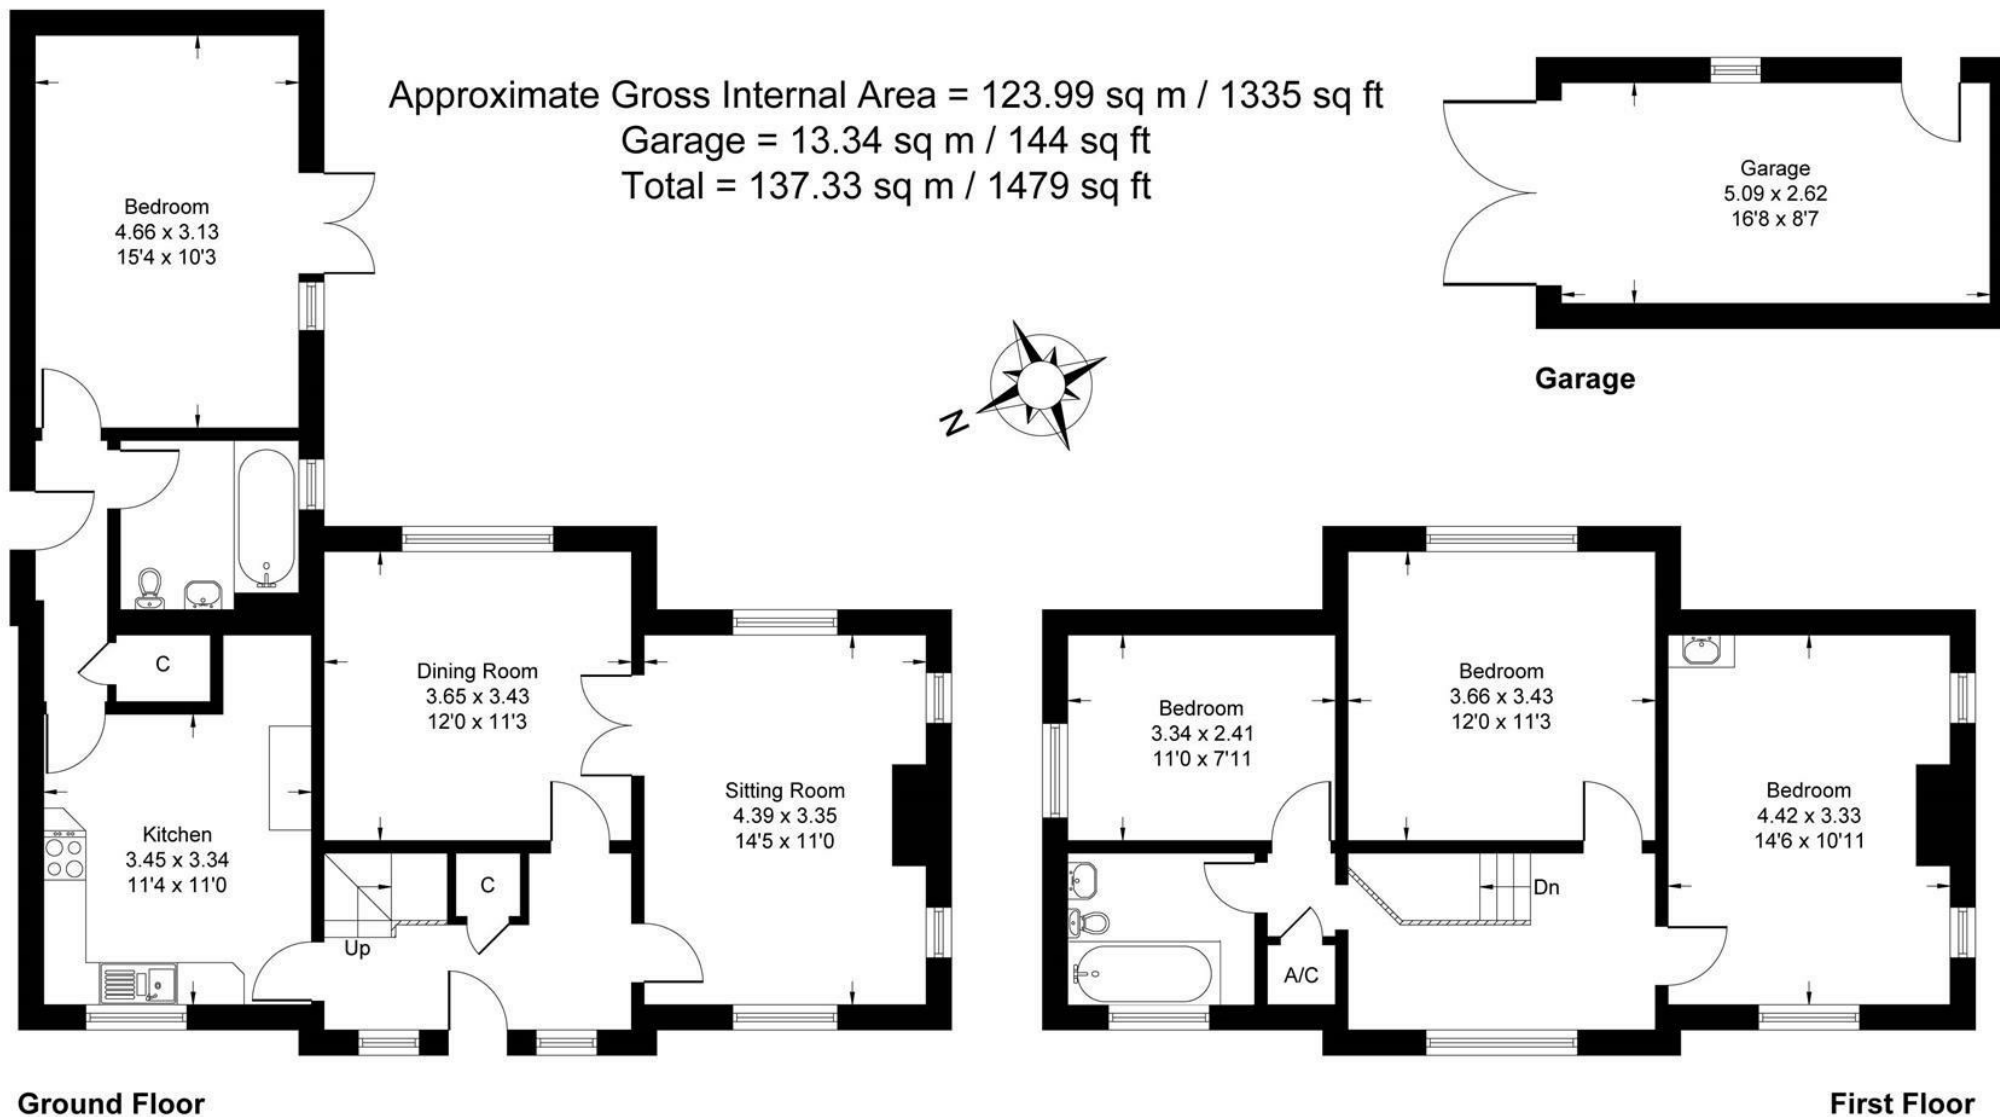 Approximate Gross Internal Area = 123.99 sq m / 1335 sq ft
Garage = 13.34 sq m / 144 sq ft
Total = 137.33 sq m / 1479 sq ft
Bedroom
4.66 x 3.13
15'4 x 10'3
Garage
5.09 x 2.62
16'8 x 8'7
Garage
N
C
Dining Room
3.65 x 3.43
12'0 x 11'3
Sitting Room
4.39 x 3.35
14'5 x 11'0
Kitchen
3.45 x 3.34
11'4 x 11'0
C
Up
Ground Floor
Bedroom
3.34 x 2.41
11'0 x 7'11
Bedroom
3.66 x 3.43
12'0 x 11'3
Bedroom
4.42 x 3.33
14'6 x 10'11
Dn
A/C
First Floor